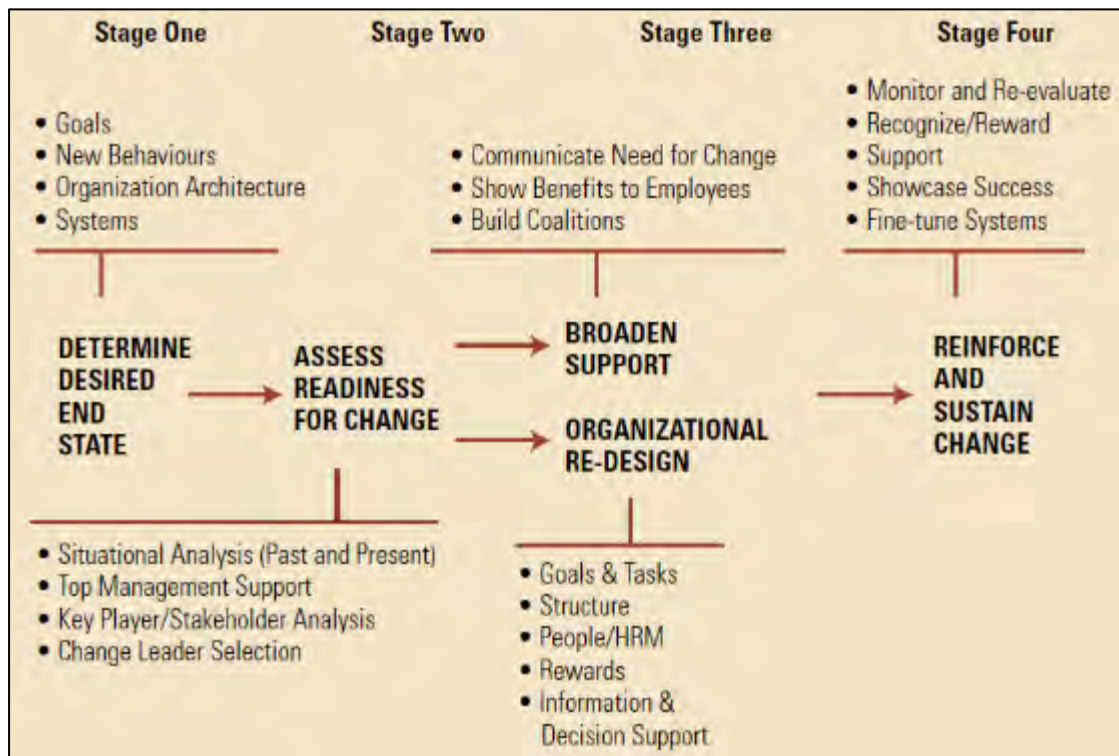 Stage One
Stage Two
Stage Three
Stage Four
• Goals
• New Behaviours
• Organization Architecture
• Systems
• Communicate Need for Change
• Show Benefits to Employees
• Build Coalitions
• Monitor and Re-evaluate
• Recognize/Reward
• Support
• Showcase Success
• Fine-tune Systems
DETERMINE
DESIRED
END
STATE
ASSESS
READINESS
FOR CHANGE
BROADEN
SUPPORT
ORGANIZATIONAL
RE-DESIGN
REINFORCE
AND
SUSTAIN
CHANGE
• Situational Analysis (Past and Present)
• Top Management Support
• Key Player/Stakeholder Analysis
• Change Leader Selection
• Goals & Tasks
• Structure
• People/HRM
• Rewards
• Information &
Decision Support